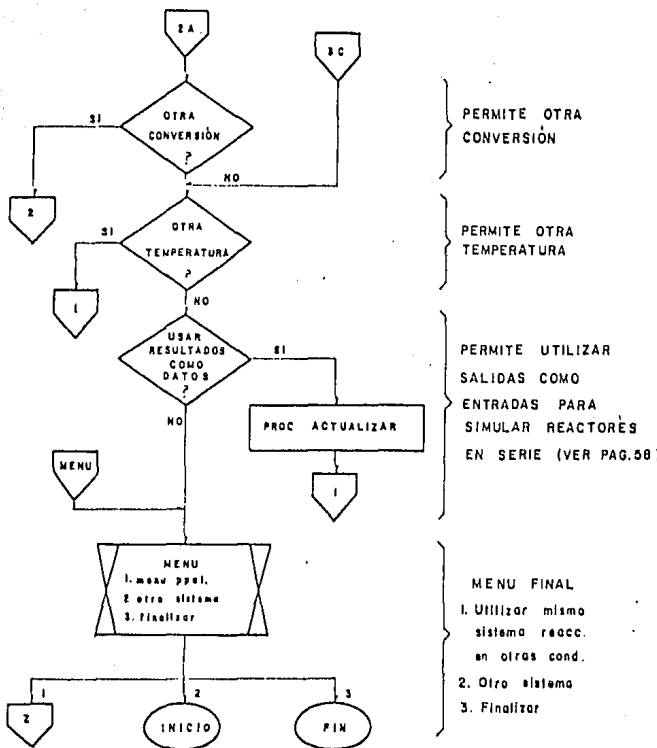 2A
3C
OTRA
CONVERSIÓN
?
SI
NO
2
PERMITE OTRA
CONVERSIÓN
OTRA
TEMPERATURA
?
SI
NO
1
PERMITE OTRA
TEMPERATURA
USAR
RESULTADOS
COMO
DATOS
?
SI
NO
PROC ACTUALIZAR
1
PERMITE UTILIZAR
SALIDAS COMO
ENTRADAS PARA
SIMULAR REACTORÈS
EN SERIE (VER PAG.58)
MENU
MENU
1. menu ppal.
2 otro sistema
3. Finalizar
MENU FINAL
1. Utilizar mismo
sistema reacc.
en otras cond.
2. Otro sistema
3. Finalizar
1
2
3
Z
INICIO
FIN